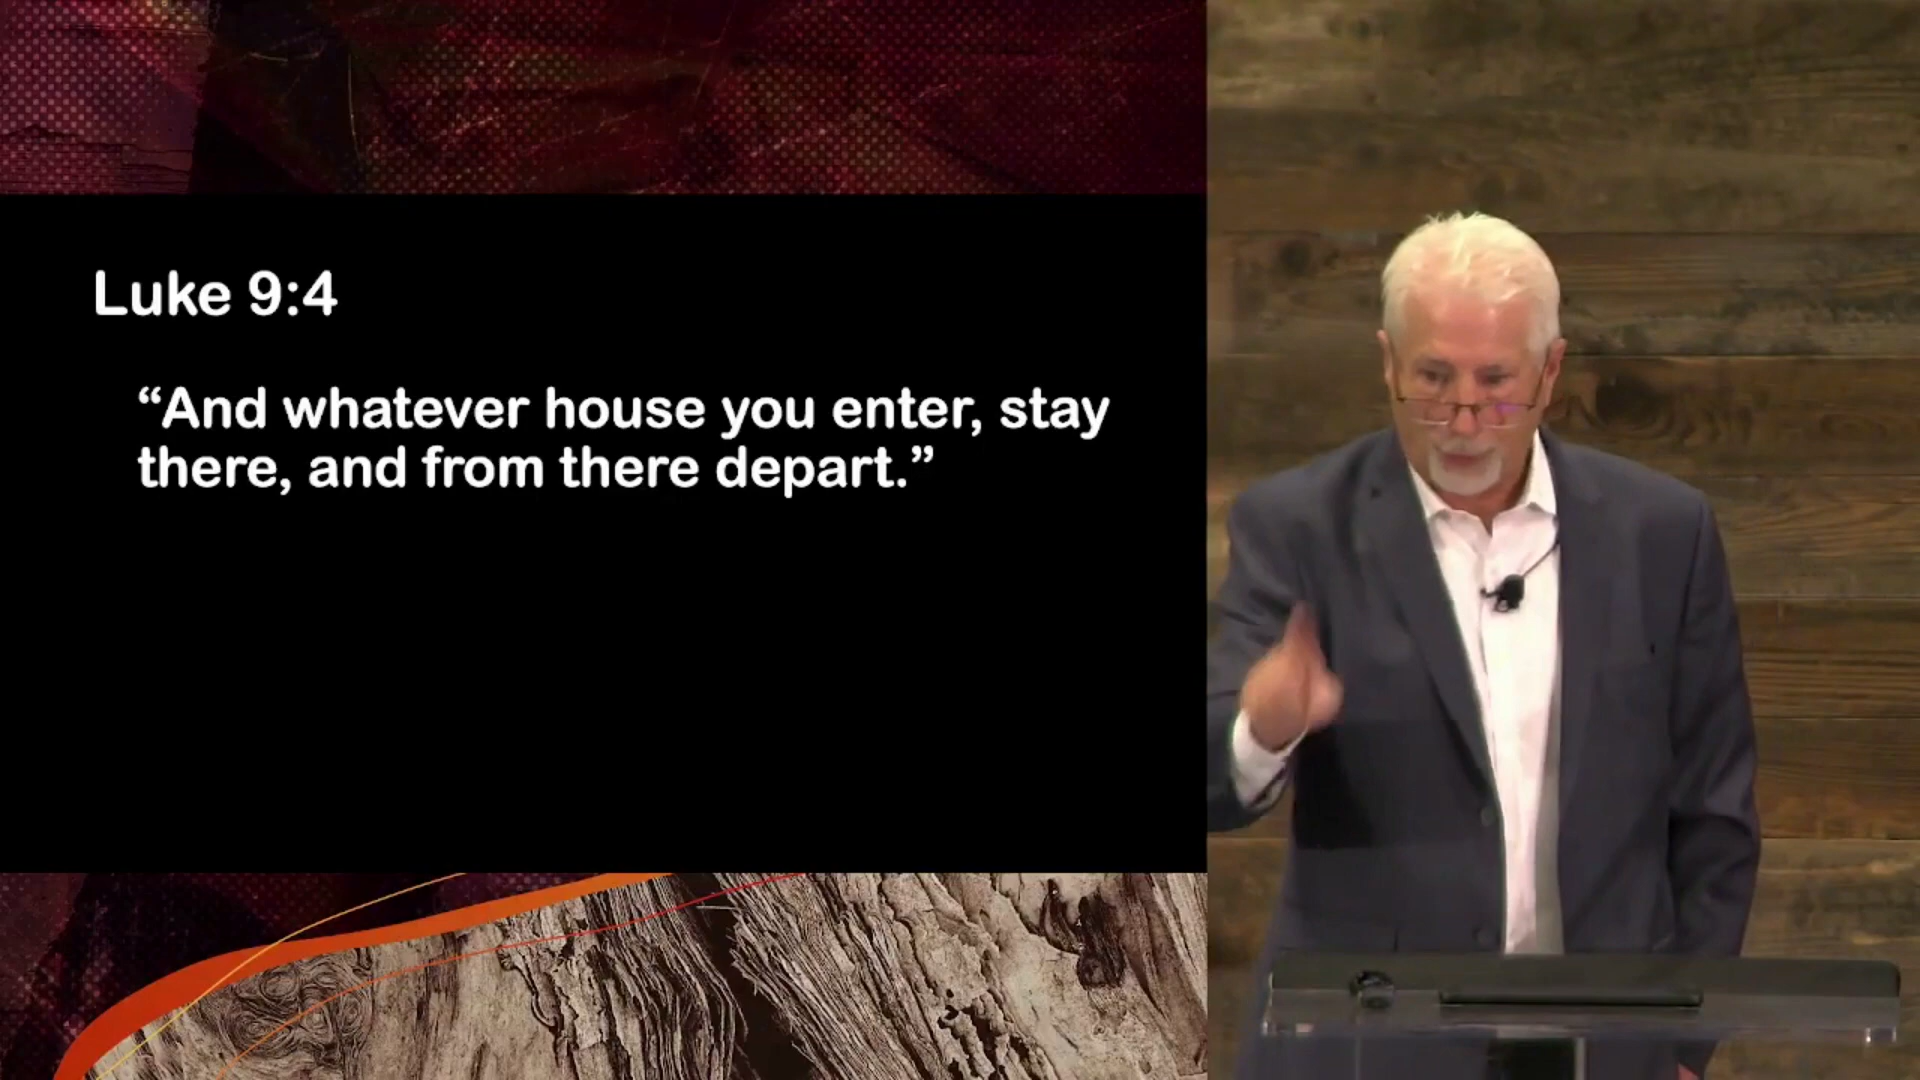 Luke 9:4
“And whatever house you enter, stay
there, and from there depart.”